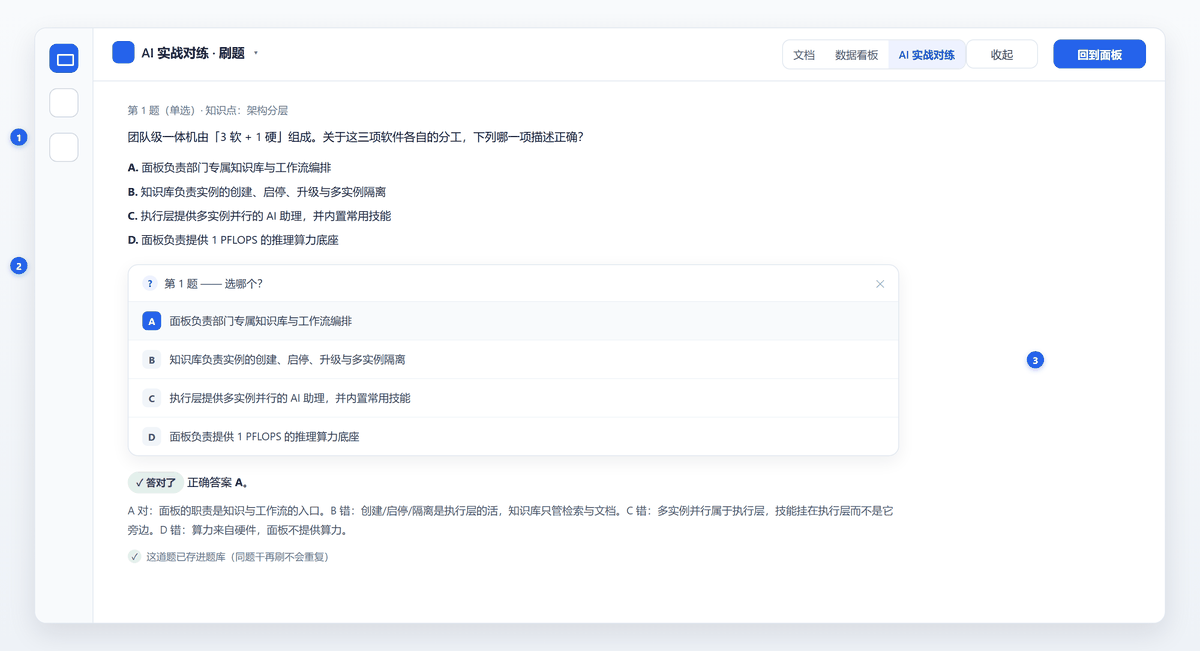 AI 实战对练 · 刷题
文档 数据看板 AI 实战对练 收起 回到面板
第 1 题（单选）· 知识点：架构分层
1
团队级一体机由「3 软 + 1 硬」组成。关于这三项软件各自的分工，下列哪一项描述正确？
A. 面板负责部门专属知识库与工作流编排
B. 知识库负责实例的创建、启停、升级与多实例隔离
C. 执行层提供多实例并行的 AI 助理，并内置常用技能
D. 面板负责提供 1 PFLOPS 的推理算力底座
2
? 第 1 题 —— 选哪个？
A 面板负责部门专属知识库与工作流编排
B 知识库负责实例的创建、启停、升级与多实例隔离
3
C 执行层提供多实例并行的 AI 助理，并内置常用技能
D 面板负责提供 1 PFLOPS 的推理算力底座
✓ 答对了 正确答案 A。
A 对：面板的职责是知识与工作流的入口。B 错：创建/启停/隔离是执行层的活，知识库只管检索与文档。C 错：多实例并行属于执行层，技能挂在执行层而不是它
旁边。D 错：算力来自硬件，面板不提供算力。
✓ 这道题已存进题库（同题干再刷不会重复）